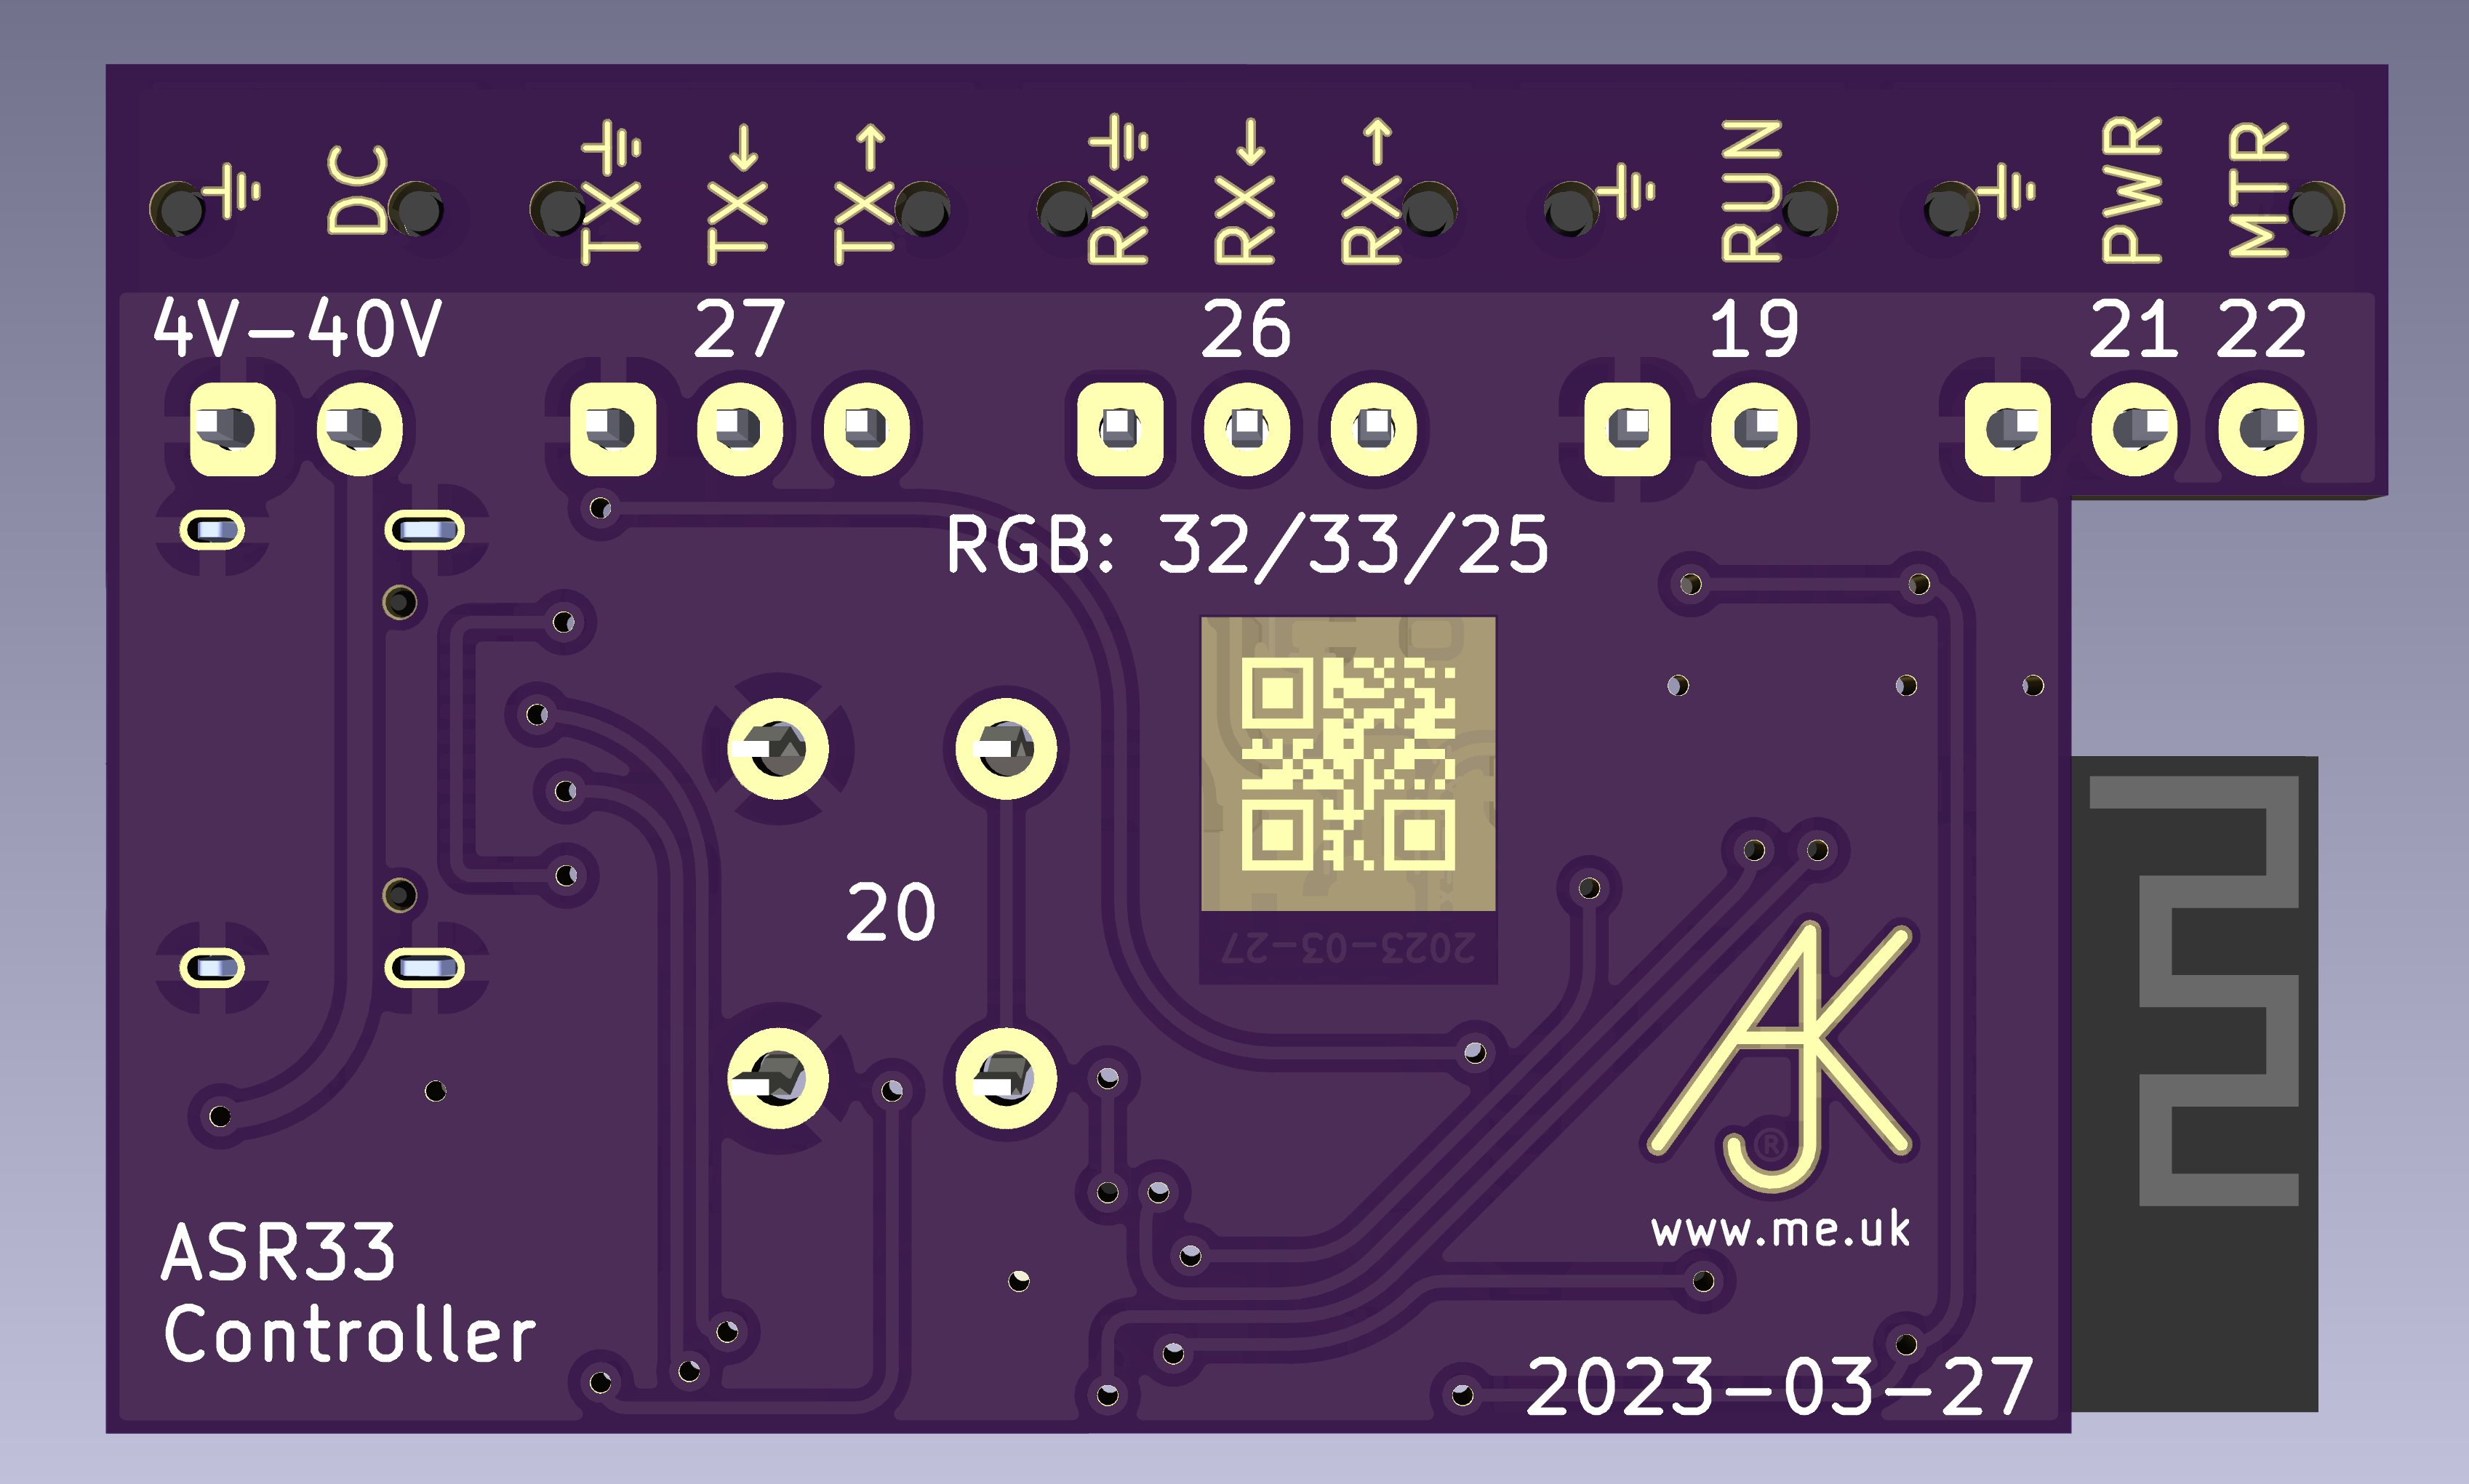 DC TX TX← TX→ RX RX← RX→ RUN PWR MTR
4V-40V 27 26 19 21 22
RGB: 32/33/25
20
2023-03-27
AJK
®
www.me.uk
ASR33
Controller
2023-03-27